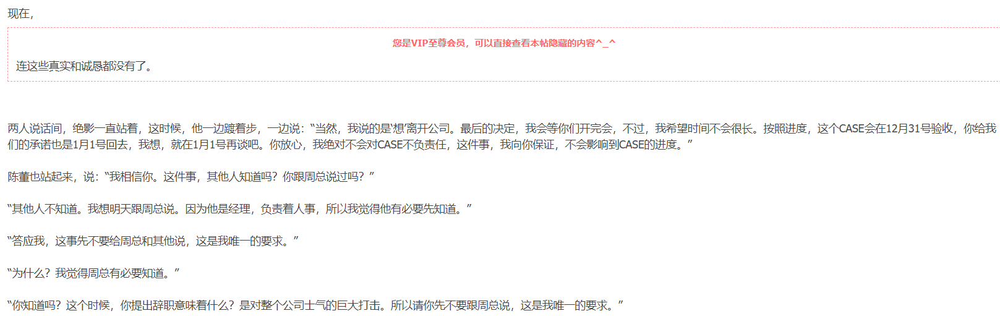 现在，
您是VIP至尊会员，可以直接查看本帖隐藏的内容^_^
连这些真实和诚恳都没有了。
两人说话间，绝影一直站着，这时候，他一边踱着步，一边说：“当然，我说的是‘想’离开公司。最后的决定，我会等你们开完会，不过，我希望时间不会很长。按照进度，这个CASE会在12月31号验收，你给我
们的承诺也是1月1号回去，我想，就在1月1号再谈吧。你放心，我绝对不会对CASE不负责任，这件事，我向你保证，不会影响到CASE的进度。”
陈董也站起来，说：“我相信你。这件事，其他人知道吗？你跟周总说过吗？”
“其他人不知道。我想明天跟周总说。因为他是经理，负责着人事，所以我觉得他有必要先知道。”
“答应我，这事先不要给周总和其他说，这是我唯一的要求。”
“为什么？我觉得周总有必要知道。”
“你知道吗？这个时候，你提出辞职意味着什么？是对整个公司士气的巨大打击。所以请你先不要跟周总说，这是我唯一的要求。”